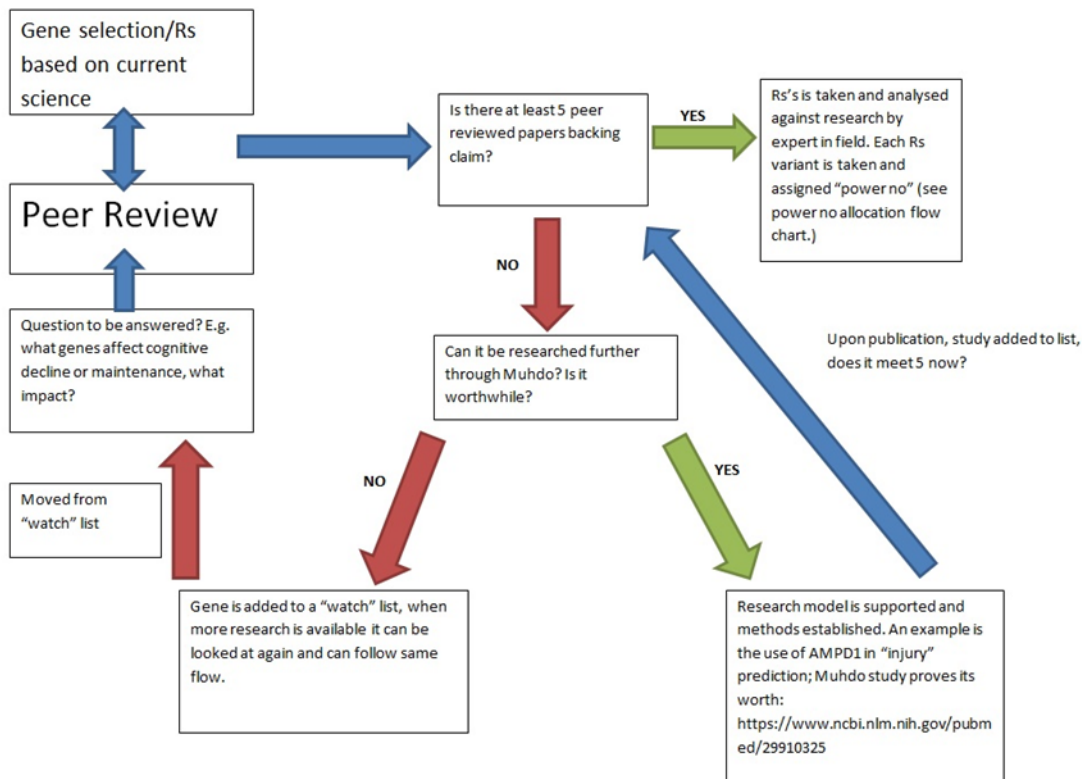 Gene selection/Rs
based on current
science
Peer Review
Question to be answered? E.g.
what genes affect cognitive
decline or maintenance, what
impact?
Moved from
“watch” list
Is there at least 5 peer
reviewed papers backing
claim?
YES
Rs's is taken and analysed
against research by
expert in field. Each Rs
variant is taken and
assigned “power no” (see
power no allocation flow
chart.)
NO
Can it be researched further
through Muhdo? Is it
worthwhile?
Upon publication, study added to list,
does it meet 5 now?
NO
YES
Gene is added to a “watch” list, when
more research is available it can be
looked at again and can follow same
flow.
Research model is supported and
methods established. An example is
the use of AMPD1 in “injury”
prediction; Muhdo study proves its
worth:
https://www.ncbi.nlm.nih.gov/pubm
ed/29910325